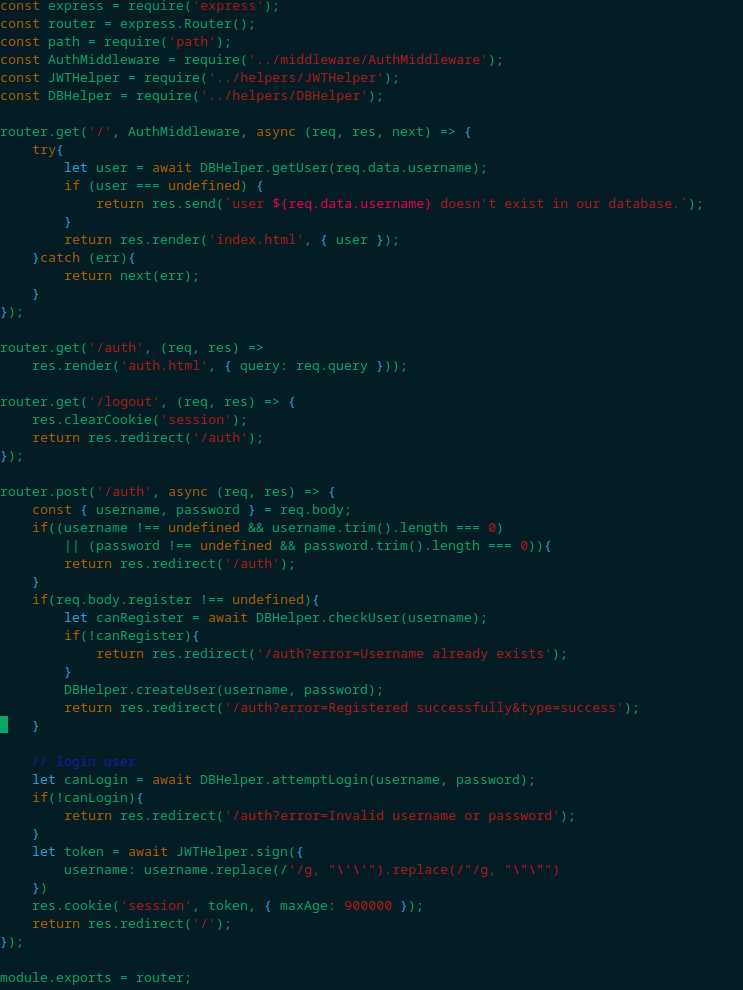 const express = require('express');
const router = express.Router();
const path = require('path');
const AuthMiddleware = require('../middleware/AuthMiddleware');
const JWTHelper = require('../helpers/JWTHelper');
const DBHelper = require('../helpers/DBHelper');

router.get('/', AuthMiddleware, async (req, res, next) => {
    try{
        let user = await DBHelper.getUser(req.data.username);
        if (user === undefined) {
            return res.send(`user ${req.data.username} doesn't exist in our database.`);
        }
        return res.render('index.html', { user });
    }catch (err){
        return next(err);
    }
});

router.get('/auth', (req, res) =>
    res.render('auth.html', { query: req.query }));

router.get('/logout', (req, res) => {
    res.clearCookie('session');
    return res.redirect('/auth');
});

router.post('/auth', async (req, res) => {
    const { username, password } = req.body;
    if((username !== undefined && username.trim().length === 0)
        || (password !== undefined && password.trim().length === 0)){
        return res.redirect('/auth');
    }
    if(req.body.register !== undefined){
        let canRegister = await DBHelper.checkUser(username);
        if(!canRegister){
            return res.redirect('/auth?error=Username already exists');
        }
        DBHelper.createUser(username, password);
        return res.redirect('/auth?error=Registered successfully&type=success');
    }

    // login user
    let canLogin = await DBHelper.attemptLogin(username, password);
    if(!canLogin){
        return res.redirect('/auth?error=Invalid username or password');
    }
    let token = await JWTHelper.sign({
        username: username.replace(/'/g, "\'\'").replace(/"/g, "\"\"")
    })
    res.cookie('session', token, { maxAge: 900000 });
    return res.redirect('/');
});

module.exports = router;